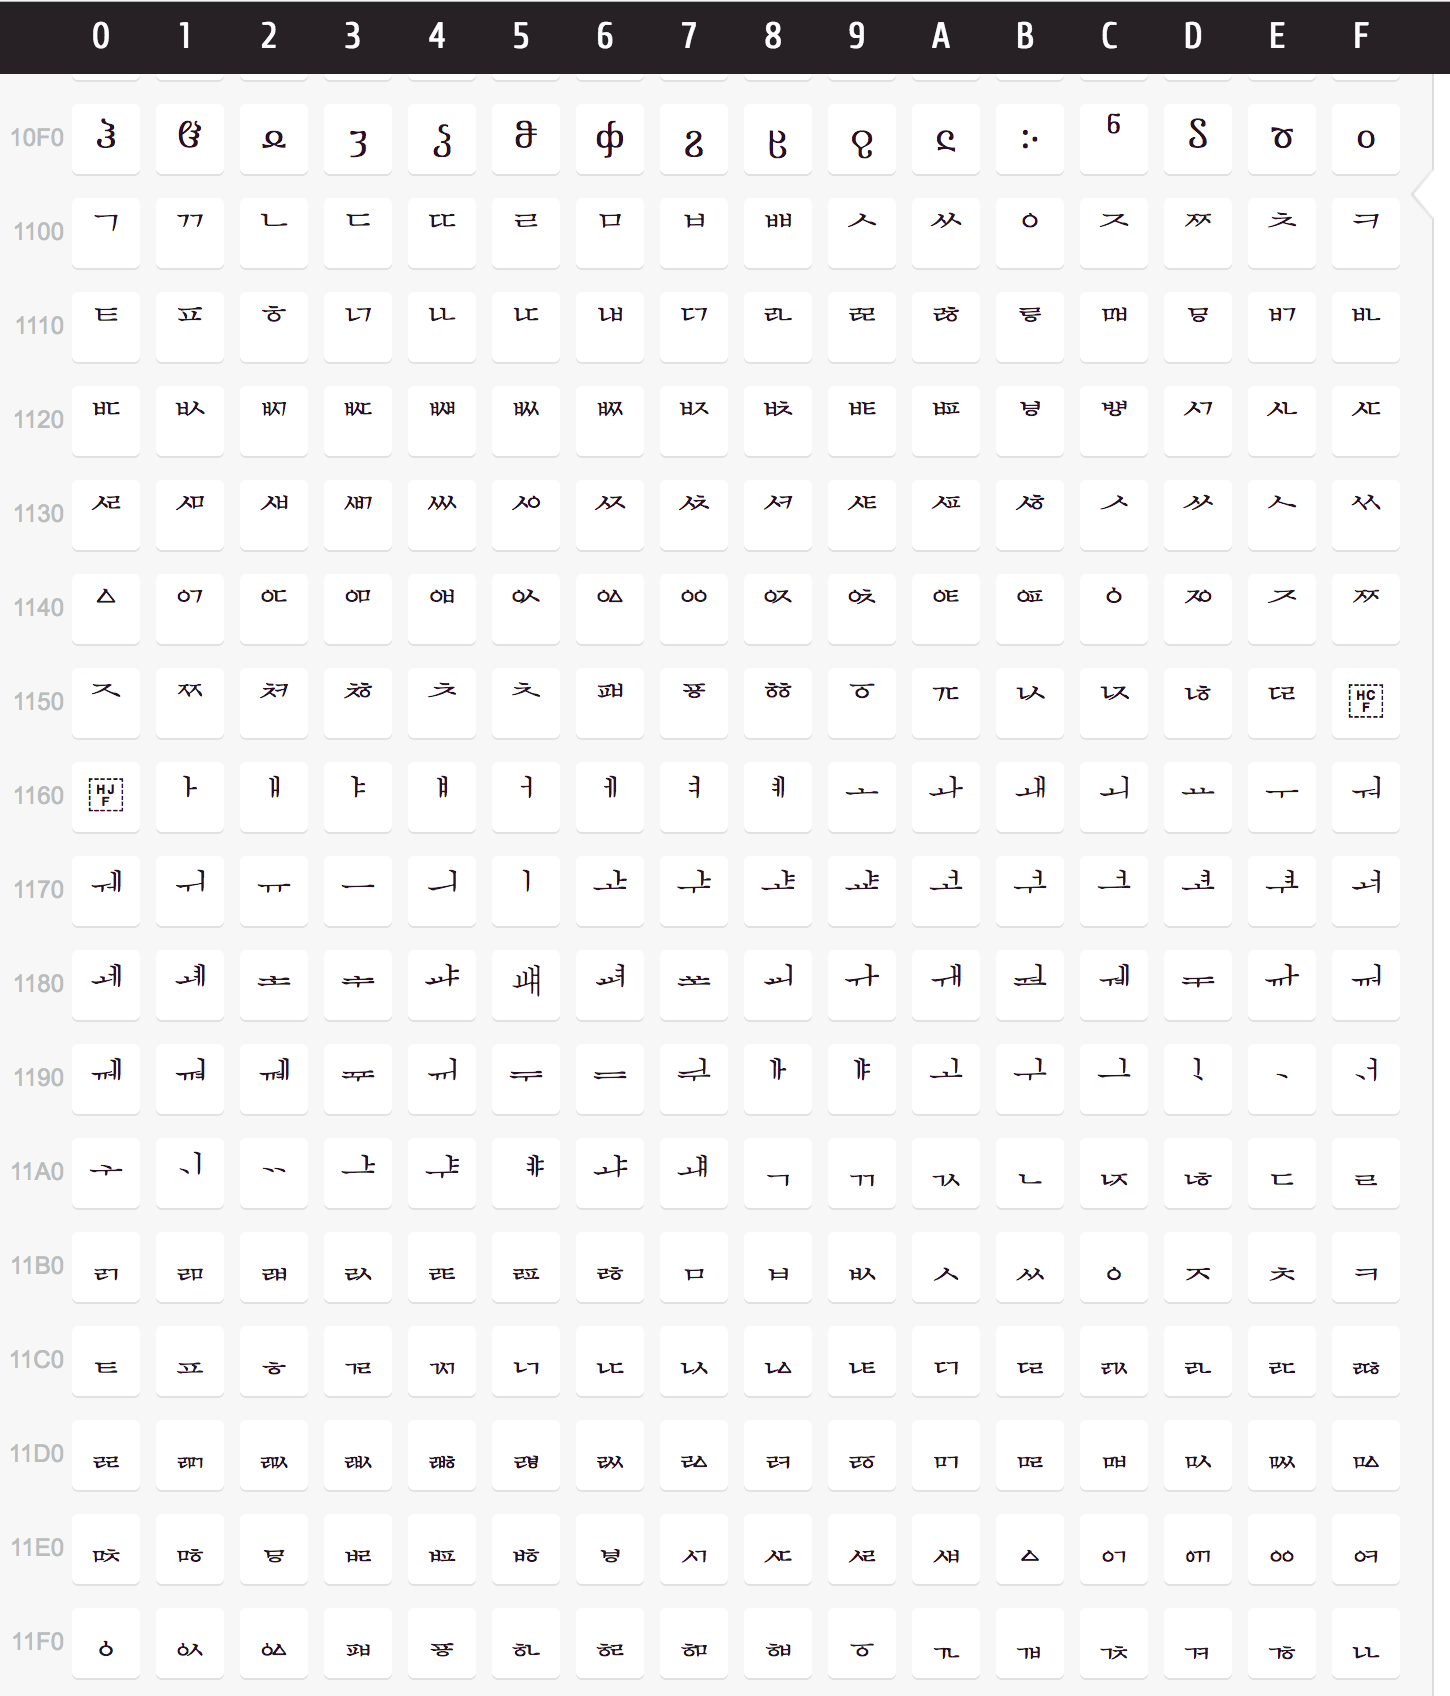 0 1 2 3 4 5 6 7 8 9 A B C D E F
10F0 ჰ ჱ ჲ ჳ ჴ ჵ ჶ ჷ ჸ ჹ ჺ ჻ ჼ ჽ ჾ ჿ
1100 ᄀ ᄁ ᄂ ᄃ ᄄ ᄅ ᄆ ᄇ ᄈ ᄉ ᄊ ᄋ ᄌ ᄍ ᄎ ᄏ
1110 ᄐ ᄑ ᄒ ᄓ ᄔ ᄕ ᄖ ᄗ ᄘ ᄙ ᄚ ᄛ ᄜ ᄝ ᄞ ᄟ
1120 ᄠ ᄡ ᄢ ᄣ ᄤ ᄥ ᄦ ᄧ ᄨ ᄩ ᄪ ᄫ ᄬ ᄭ ᄮ ᄯ
1130 ᄰ ᄱ ᄲ ᄳ ᄴ ᄵ ᄶ ᄷ ᄸ ᄹ ᄺ ᄻ ᄼ ᄽ ᄾ ᄿ
1140 ᅀ ᅁ ᅂ ᅃ ᅄ ᅅ ᅆ ᅇ ᅈ ᅉ ᅊ ᅋ ᅌ ᅍ ᅎ ᅏ
1150 ᅐ ᅑ ᅒ ᅓ ᅔ ᅕ ᅖ ᅗ ᅘ ᅙ ᅚ ᅛ ᅜ ᅝ ᅞ HC F
1160 HJ F ᅡ ᅢ ᅣ ᅤ ᅥ ᅦ ᅧ ᅨ ᅩ ᅪ ᅫ ᅬ ᅭ ᅮ ᅯ
1170 ᅰ ᅱ ᅲ ᅳ ᅴ ᅵ ᅶ ᅷ ᅸ ᅹ ᅺ ᅻ ᅼ ᅽ ᅾ ᅿ
1180 ᆀ ᆁ ᆂ ᆃ ᆄ ᆅ ᆆ ᆇ ᆈ ᆉ ᆊ ᆋ ᆌ ᆍ ᆎ ᆏ
1190 ᆐ ᆑ ᆒ ᆓ ᆔ ᆕ ᆖ ᆗ ᆘ ᆙ ᆚ ᆛ ᆜ ᆝ ᆞ ᆟ
11A0 ᆠ ᆡ ᆢ ᆣ ᆤ ᆥ ᆦ ᆧ ᆨ ᆩ ᆪ ᆫ ᆬ ᆭ ᆮ ᆯ
11B0 ᆰ ᆱ ᆲ ᆳ ᆴ ᆵ ᆶ ᆷ ᆸ ᆹ ᆺ ᆻ ᆼ ᆽ ᆾ ᆿ
11C0 ᇀ ᇁ ᇂ ᇃ ᇄ ᇅ ᇆ ᇇ ᇈ ᇉ ᇊ ᇋ ᇌ ᇍ ᇎ ᇏ
11D0 ᇐ ᇑ ᇒ ᇓ ᇔ ᇕ ᇖ ᇗ ᇘ ᇙ ᇚ ᇛ ᇜ ᇝ ᇞ ᇟ
11E0 ᇠ ᇡ ᇢ ᇣ ᇤ ᇥ ᇦ ᇧ ᇨ ᇩ ᇪ ᇫ ᇬ ᇭ ᇮ ᇯ
11F0 ᇰ ᇱ ᇲ ᇳ ᇴ ᇵ ᇶ ᇷ ᇸ ᇹ ᇺ ᇻ ᇼ ᇽ ᇾ ᇿ